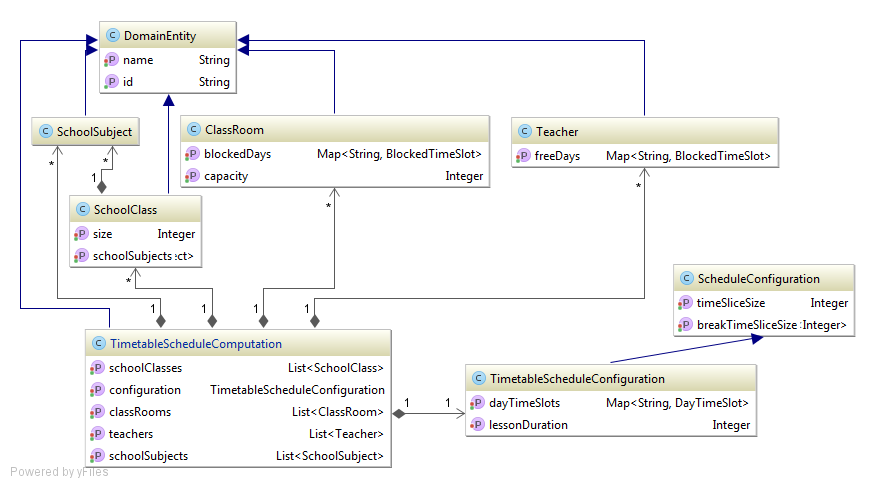 C DomainEntity
P name String
P id String
C SchoolSubject
C ClassRoom
P blockedDays Map<String, BlockedTimeSlot>
P capacity Integer
C Teacher
P freeDays Map<String, BlockedTimeSlot>
*
*
1
*
*
C SchoolClass
P size Integer
P schoolSubjects :ct>
*
1
1
1
1
C ScheduleConfiguration
P timeSliceSize Integer
P breakTimeSliceSize :Integer>
C TimetableScheduleComputation
P schoolClasses List<SchoolClass>
P configuration TimetableScheduleConfiguration
P classRooms List<ClassRoom>
P teachers List<Teacher>
P schoolSubjects List<SchoolSubject>
1
1
C TimetableScheduleConfiguration
P dayTimeSlots Map<String, DayTimeSlot>
P lessonDuration Integer
Powered by yFiles